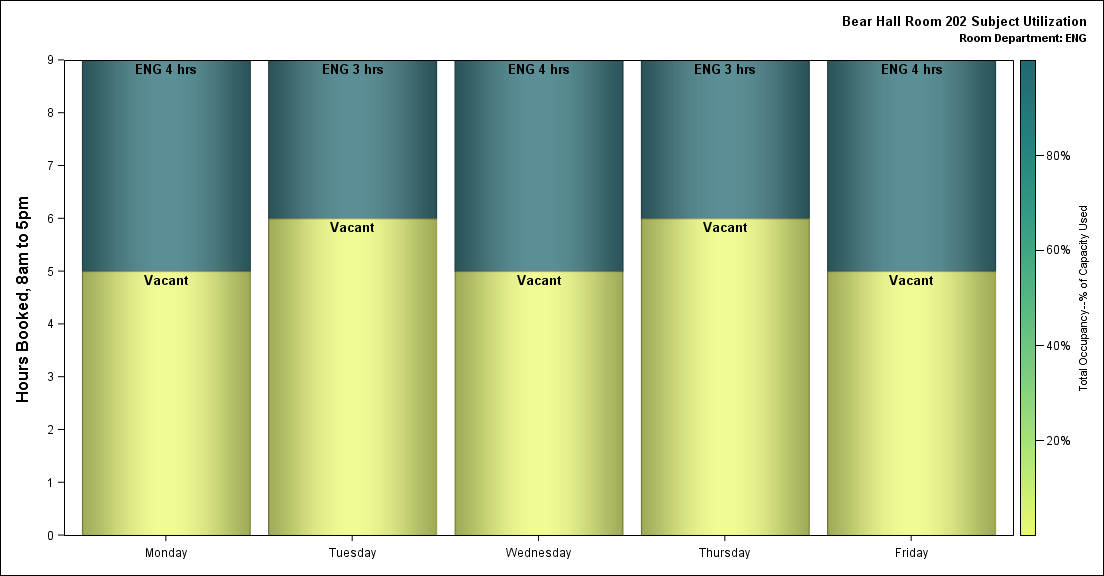 Bear Hall Room 202 Subject Utilization
Room Department: ENG
Hours Booked, 8am to 5pm
9
8
7
6
5
4
3
2
1
0
ENG 4 hrs
Vacant
ENG 3 hrs
Vacant
ENG 4 hrs
Vacant
ENG 3 hrs
Vacant
ENG 4 hrs
Vacant
Monday
Tuesday
Wednesday
Thursday
Friday
80%
60%
40%
20%
Total Occupancy--% of Capacity Used